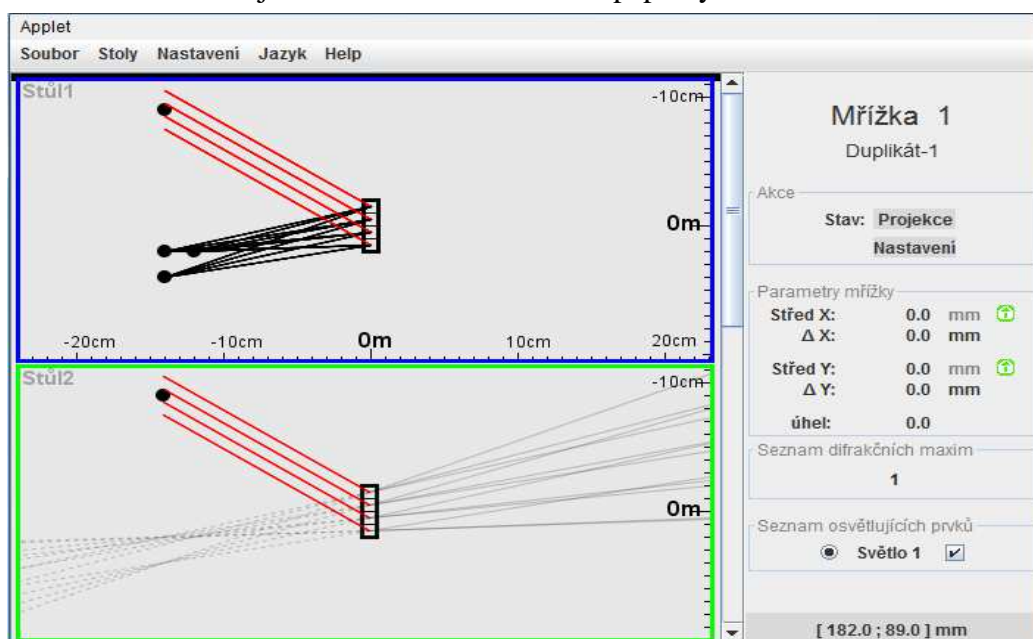 Applet
Soubor Stoly Nastavení Jazyk Help
Stůl1
-10cm
0m
-20cm -10cm 0m 10cm 20cm
Stůl2
-10cm
0m
Mřížka 1
Duplikát-1
Akce
Stav: Projekce
Nastavení
Parametry mřížky
Střed X: 0.0 mm
Δ X: 0.0 mm
Střed Y: 0.0 mm
Δ Y: 0.0 mm
úhel: 0.0
Seznam difrakčních maxim
1
Seznam osvětlujících prvků
Světlo 1
[ 182.0 ; 89.0 ] mm